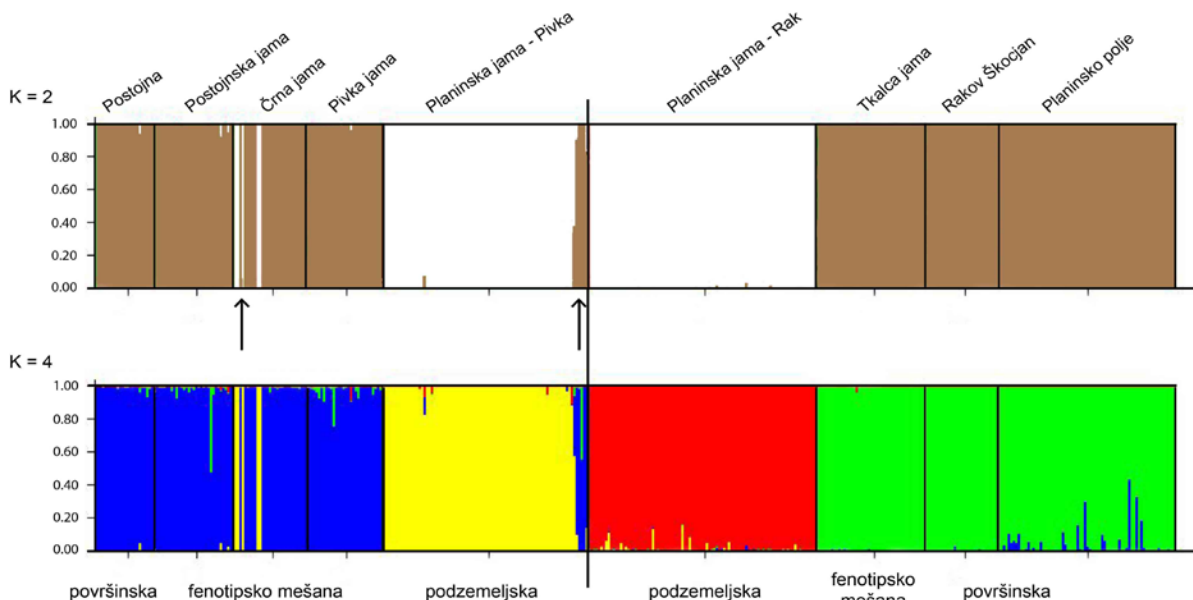 Postojna
Postojnska jama
Črna jama
Pivka jama
Planinska jama - Pivka
Planinska jama - Rak
Tkalca jama
Rakov Škocjan
Planinsko polje
K = 2
1.00
0.80
0.60
0.40
0.20
0.00
K = 4
1.00
0.80
0.60
0.40
0.20
0.00
površinska
fenotipsko mešana
podzemeljska
podzemeljska
fenotipsko
mešana
površinska